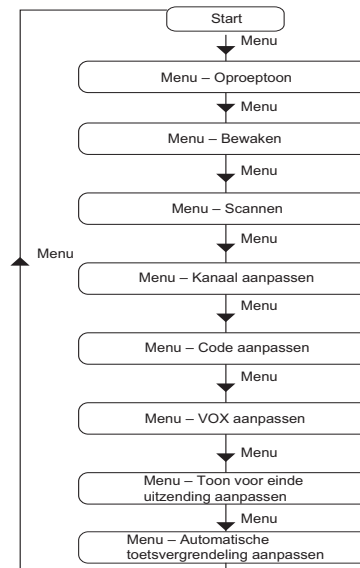 Start
Menu
Menu – Oproeptoon
Menu
Menu – Bewaken
Menu
Menu – Scannen
Menu
Menu
Menu – Kanaal aanpassen
Menu
Menu – Code aanpassen
Menu
Menu – VOX aanpassen
Menu
Menu – Toon voor einde
uitzending aanpassen
Menu
Menu – Automatische
toetsvergrendeling aanpassen